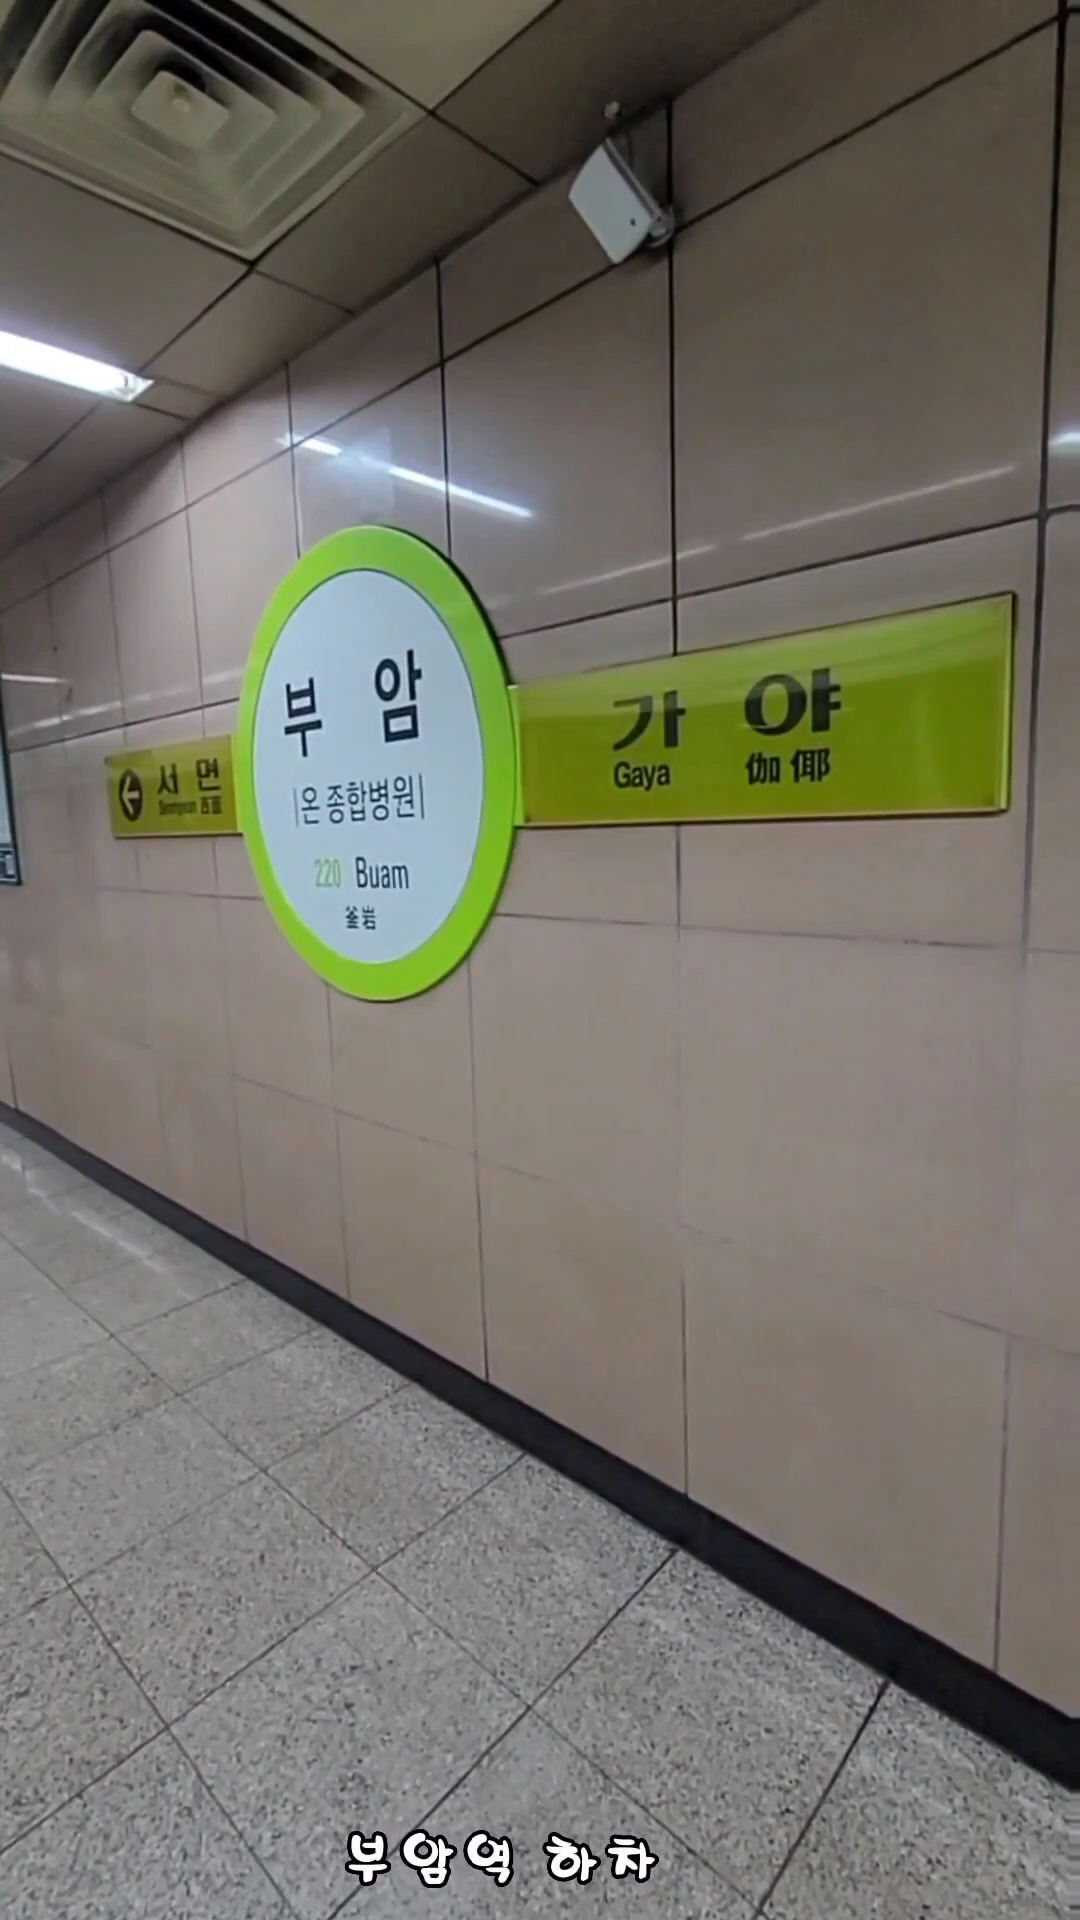 서 면
Seomyeon 西面
부 암
온 종합병원
220 Buam
釜岩
가 야
Gaya 伽倻
부암역 하차